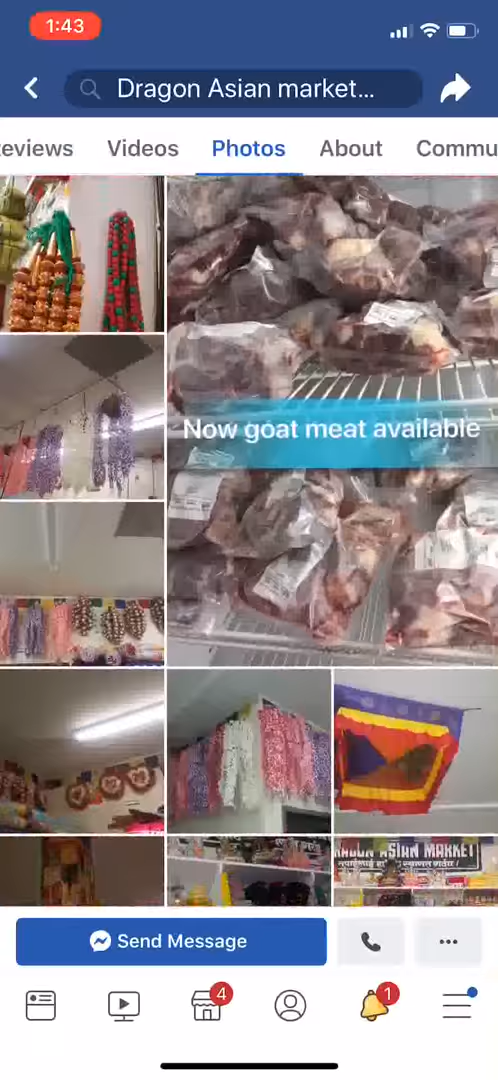 1:43
Dragon Asian market...
eviews Videos Photos About Commu
Now goat meat available
RAGON ASIAN MARKET
Send Message
4
1